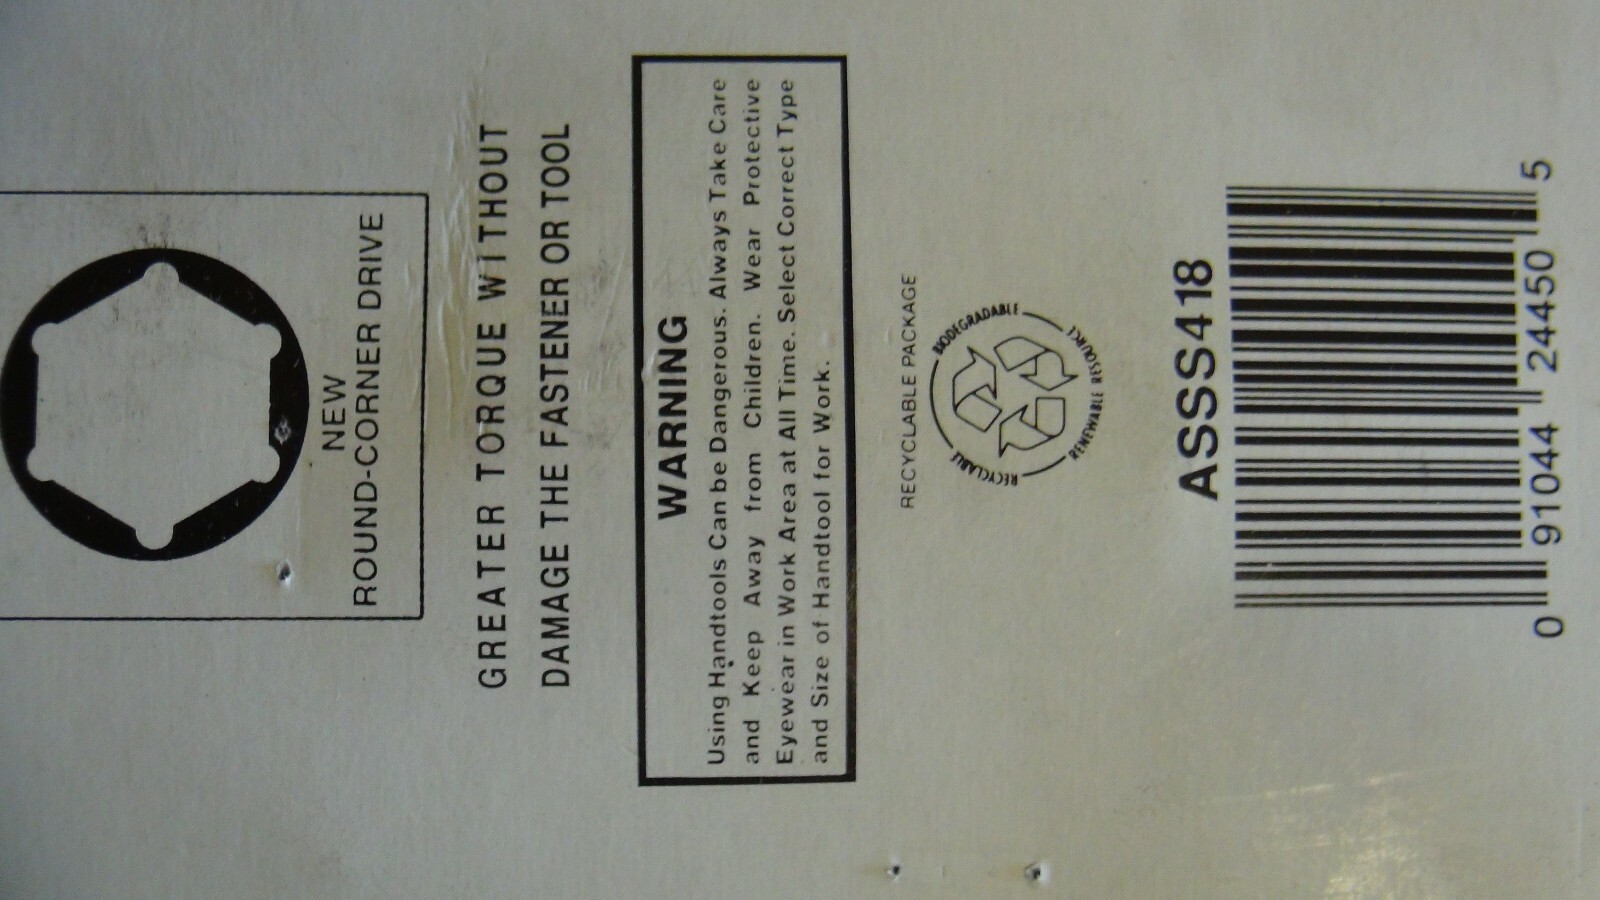 NEW
ROUND-CORNER DRIVE
GREATER TORQUE WITHOUT
DAMAGE THE FASTENER OR TOOL
WARNING
Using Handtools Can be Dangerous. Always Take Care
and Keep Away from Children. Wear Protective
Eyewear in Work Area at All Time. Select Correct Type
and Size of Handtool for Work.
RECYCLABLE PACKAGE
BIODEGRADABLE
RENEWABLE RESOURCE
RECYCLABLE
ASSS418
0 91044 24450 5